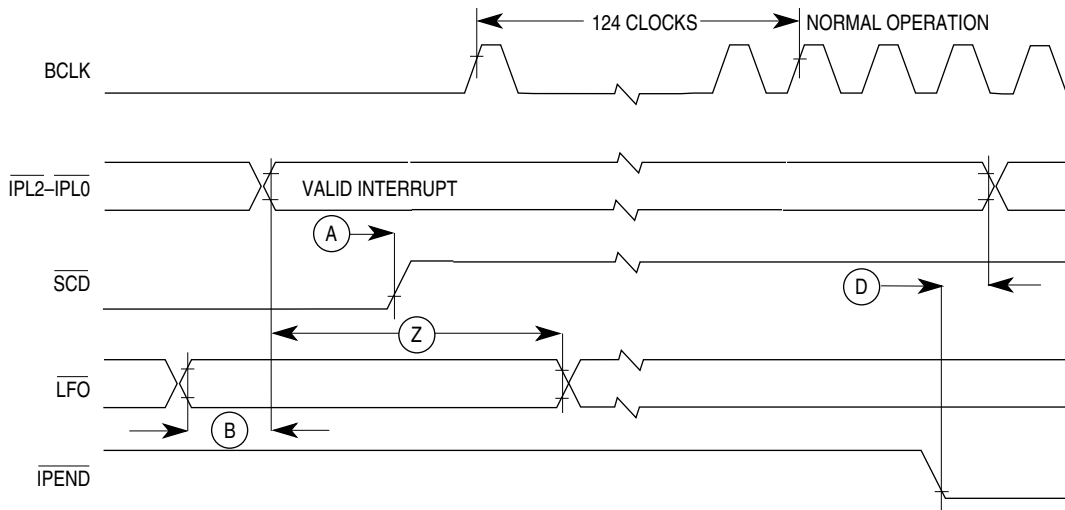 124 CLOCKS
NORMAL OPERATION
BCLK
IPL2–IPL0
VALID INTERRUPT
A
SCD
D
Z
LFO
B
IPEND